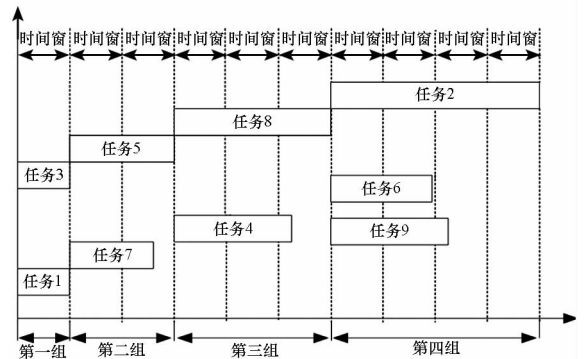 时间窗 时间窗 时间窗 时间窗 时间窗 时间窗 时间窗 时间窗 时间窗 时间窗
任务2
任务8
任务5
任务3
任务6
任务4
任务9
任务7
任务1
第一组 第二组 第三组 第四组